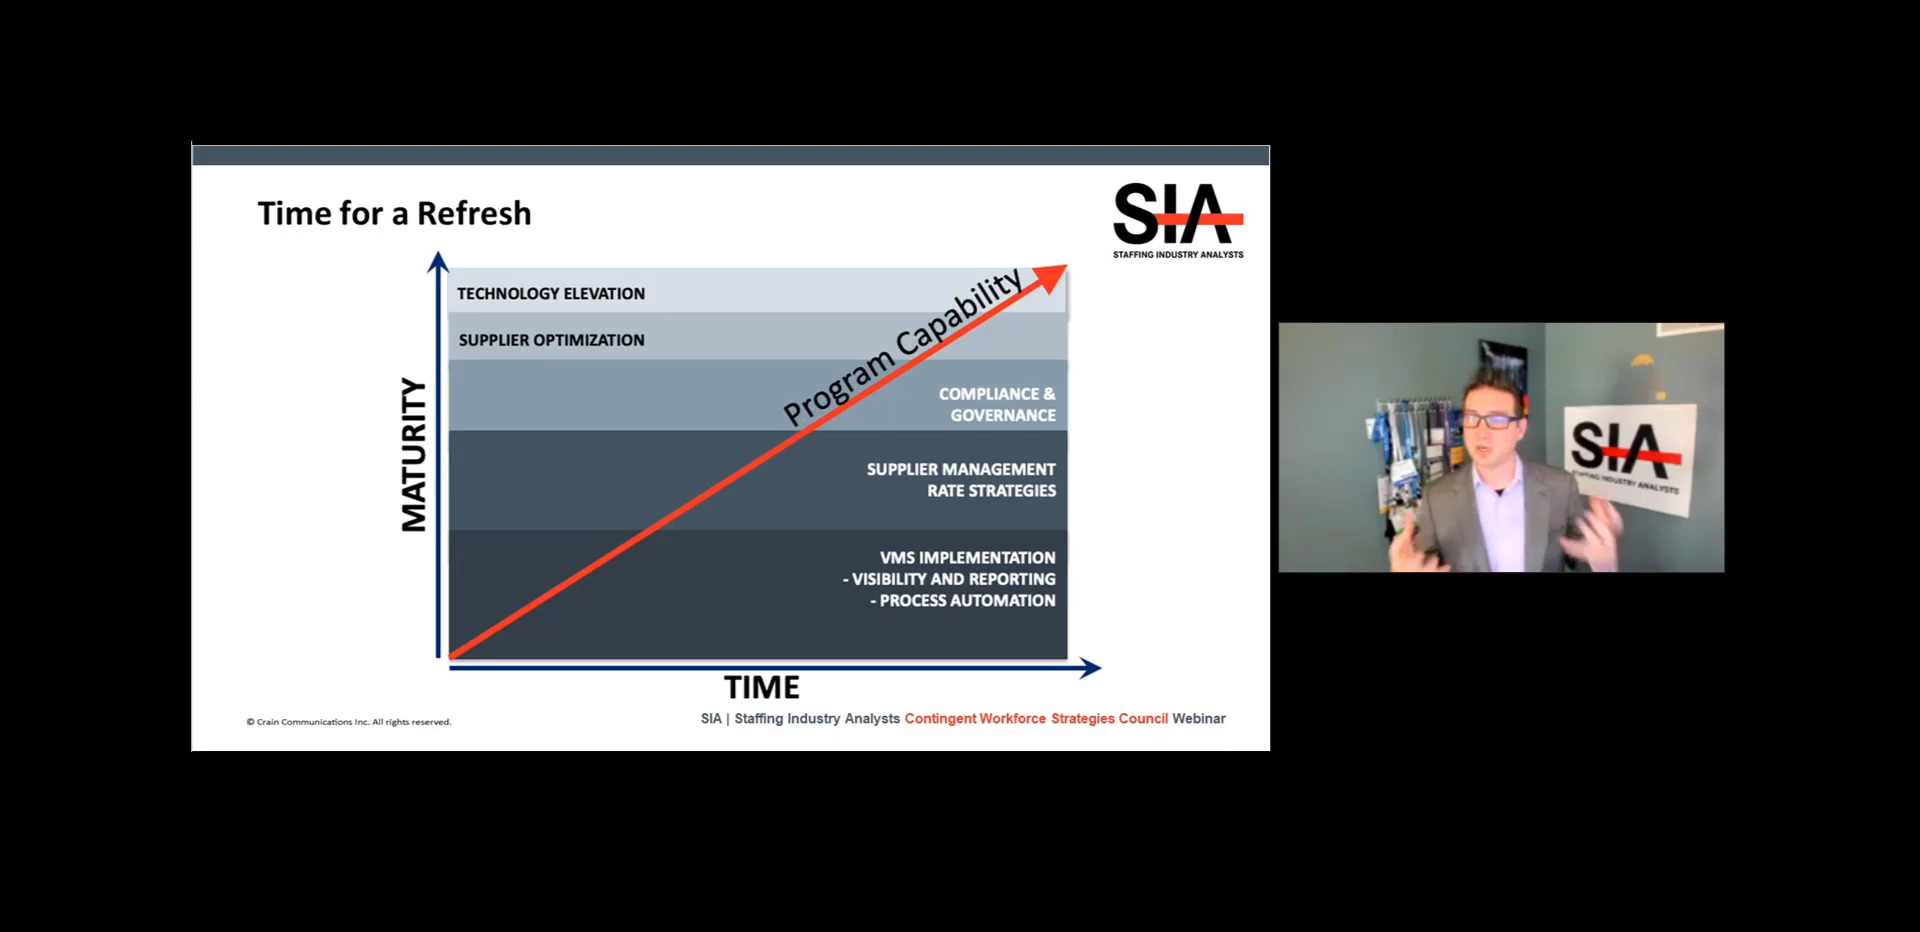 Time for a Refresh
SIA
STAFFING INDUSTRY ANALYSTS
TECHNOLOGY ELEVATION
SUPPLIER OPTIMIZATION
Program Capability
COMPLIANCE &
GOVERNANCE
SUPPLIER MANAGEMENT
RATE STRATEGIES
VMS IMPLEMENTATION
- VISIBILITY AND REPORTING
- PROCESS AUTOMATION
MATURITY
TIME
© Crain Communications Inc. All rights reserved.
SIA | Staffing Industry Analysts Contingent Workforce Strategies Council Webinar
SIA
STAFFING INDUSTRY ANALYSTS